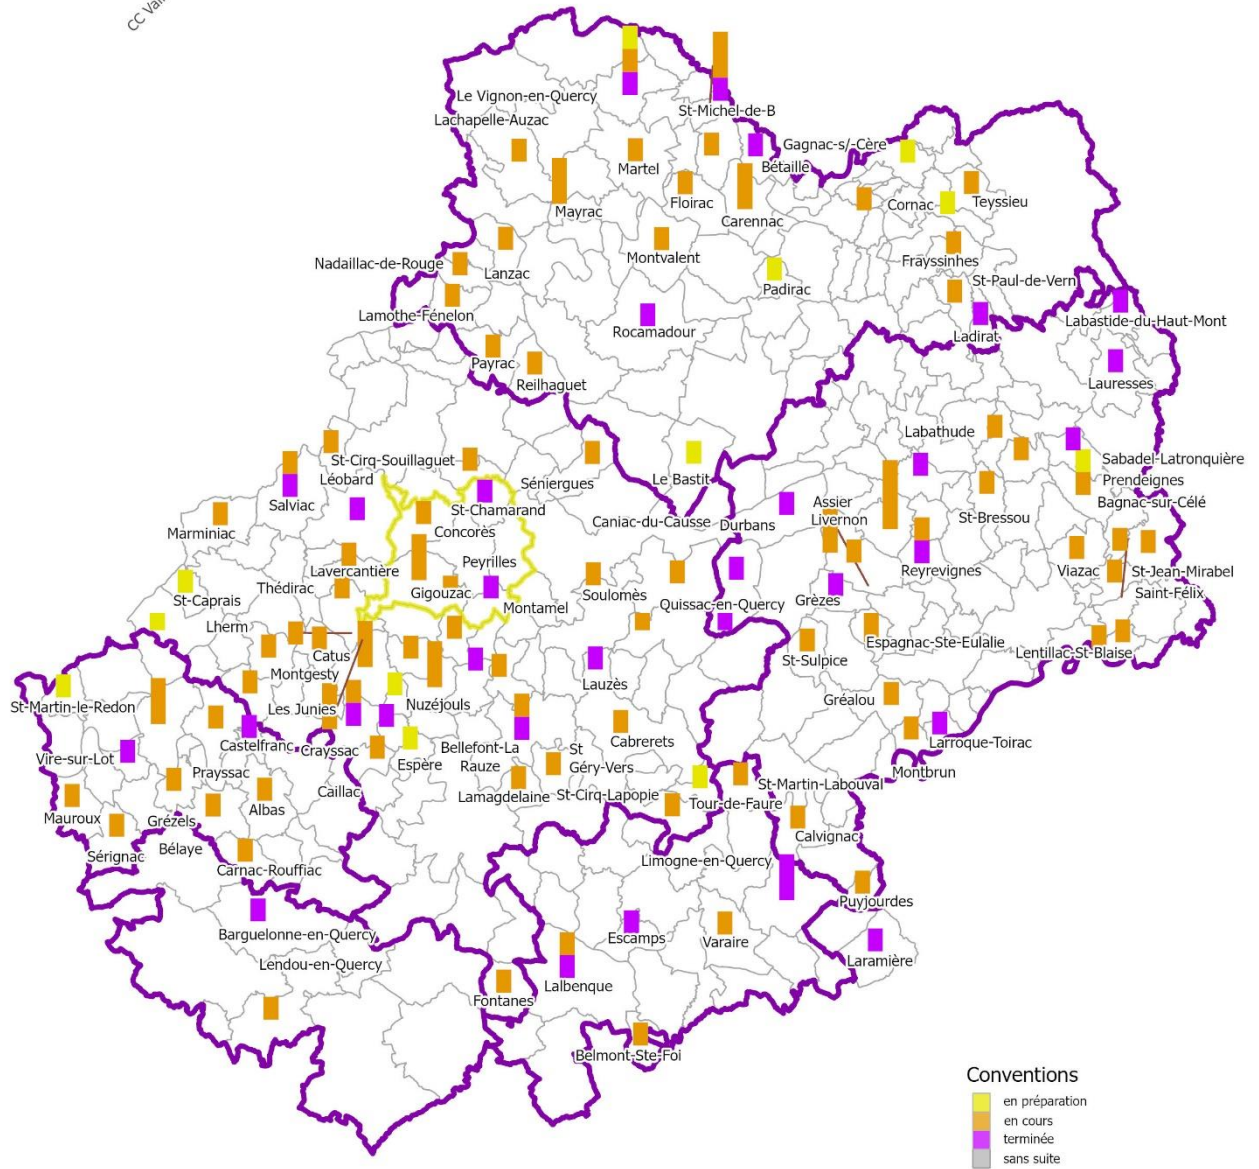 CC Val
Le Vignon-en-Quercy
St-Michel-de-B
Lachapelle-Auzac
Gagnac-s/-Cère
Martel
Bétaille
Mayrac
Floirac
Carennac
Cornac
Teyssieu
Nadaillac-de-Rouge
Lanzac
Montvalent
Frayssinhes
Padirac
St-Paul-de-Vern
Lamothe-Fénelon
Rocamadour
Ladirat
Labastide-du-Haut-Mont
Payrac
Reilhaguet
Lauresses
Labathude
St-Cirq-Souillaguet
Sabadel-Latronquière
Léobard
Séniergues
Le Bastit
Prendeignes
Salviac
St-Chamarand
Assier
Bagnac-sur-Célé
Marminiac
Concorès
Caniac-du-Causse
Durbans
Livernon
St-Bressou
Peyrilles
Lavercantière
Reyrevignes
Viazac
St-Jean-Mirabel
Thédirac
Gigouzac
Soulomès
Saint-Félix
St-Caprais
Montamel
Quissac-en-Quercy
Grèzes
Lherm
Espagnac-Ste-Eulalie
Catus
Lentillac-St-Blaise
St-Sulpice
Montgesty
Lauzès
Gréalou
St-Martin-le-Redon
Les Junies
Nuzéjouls
Castelfranc
Crayssac
Bellefont-La
Rauze
Cabrerets
Larroque-Toirac
Vire-sur-Lot
Espère
St
Géry-Vers
Montbrun
Prayssac
Caillac
Lamagdelaine
St-Cirq-Lapopie
Tour-de-Faure
St-Martin-Labouval
Mauroux
Grézels
Albas
Calvignac
Sérignac
Bélaye
Carnac-Rouffiac
Limogne-en-Quercy
Puyjourdes
Barguelonne-en-Quercy
Escamps
Varaire
Laramière
Lendou-en-Quercy
Lalbenque
Fontanes
Belmont-Ste-Foi
Conventions
en préparation
en cours
terminée
sans suite